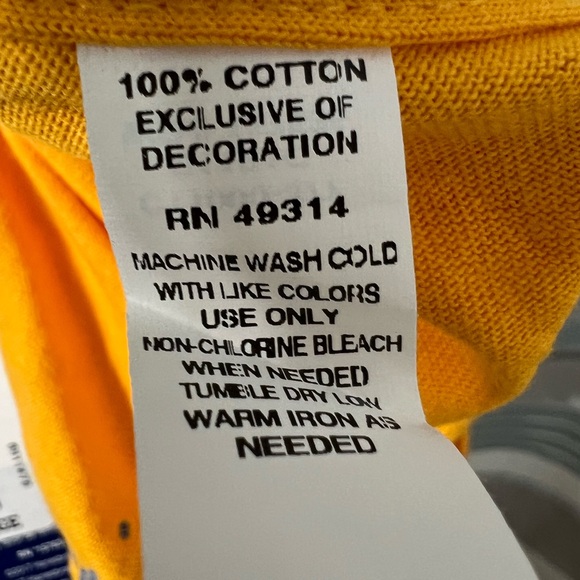 100% COTTON
EXCLUSIVE OF
DECORATION
RN 49314
MACHINE WASH COLD
WITH LIKE COLORS
USE ONLY
NON-CHLORINE BLEACH
WHEN NEEDED
TUMBLE DRY LOW
WARM IRON AS
NEEDED